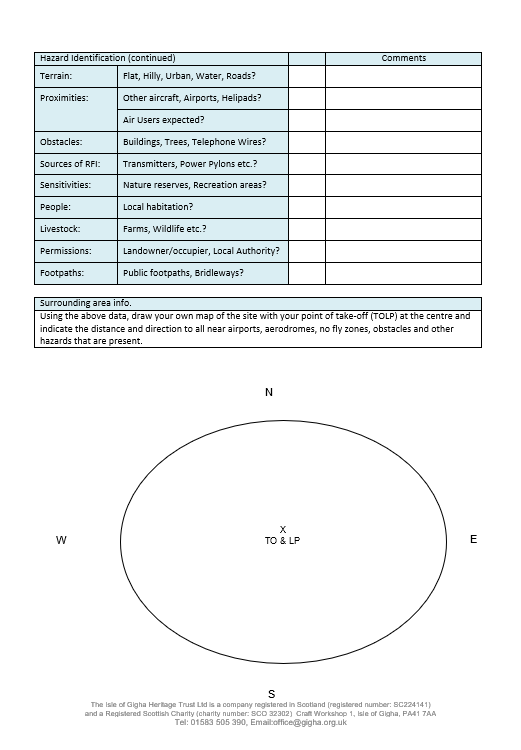 Hazard Identification (continued) Comments
Terrain: Flat, Hilly, Urban, Water, Roads?
Proximities: Other aircraft, Airports, Helipads?
Air Users expected?
Obstacles: Buildings, Trees, Telephone Wires?
Sources of RFI: Transmitters, Power Pylons etc.?
Sensitivities: Nature reserves, Recreation areas?
People: Local habitation?
Livestock: Farms, Wildlife etc.?
Permissions: Landowner/occupier, Local Authority?
Footpaths: Public footpaths, Bridleways?
Surrounding area info.
Using the above data, draw your own map of the site with your point of take-off (TOLP) at the centre and
indicate the distance and direction to all near airports, aerodromes, no fly zones, obstacles and other
hazards that are present.
N
X
W TO & LP E
S
The Isle of Gigha Heritage Trust Ltd is a company registered in Scotland (registered number: SC224141)
and a Registered Scottish Charity (charity number: SCO 32302) Craft Workshop 1, Isle of Gigha, PA41 7AA
Tel: 01583 505 390, Email:office@gigha.org.uk